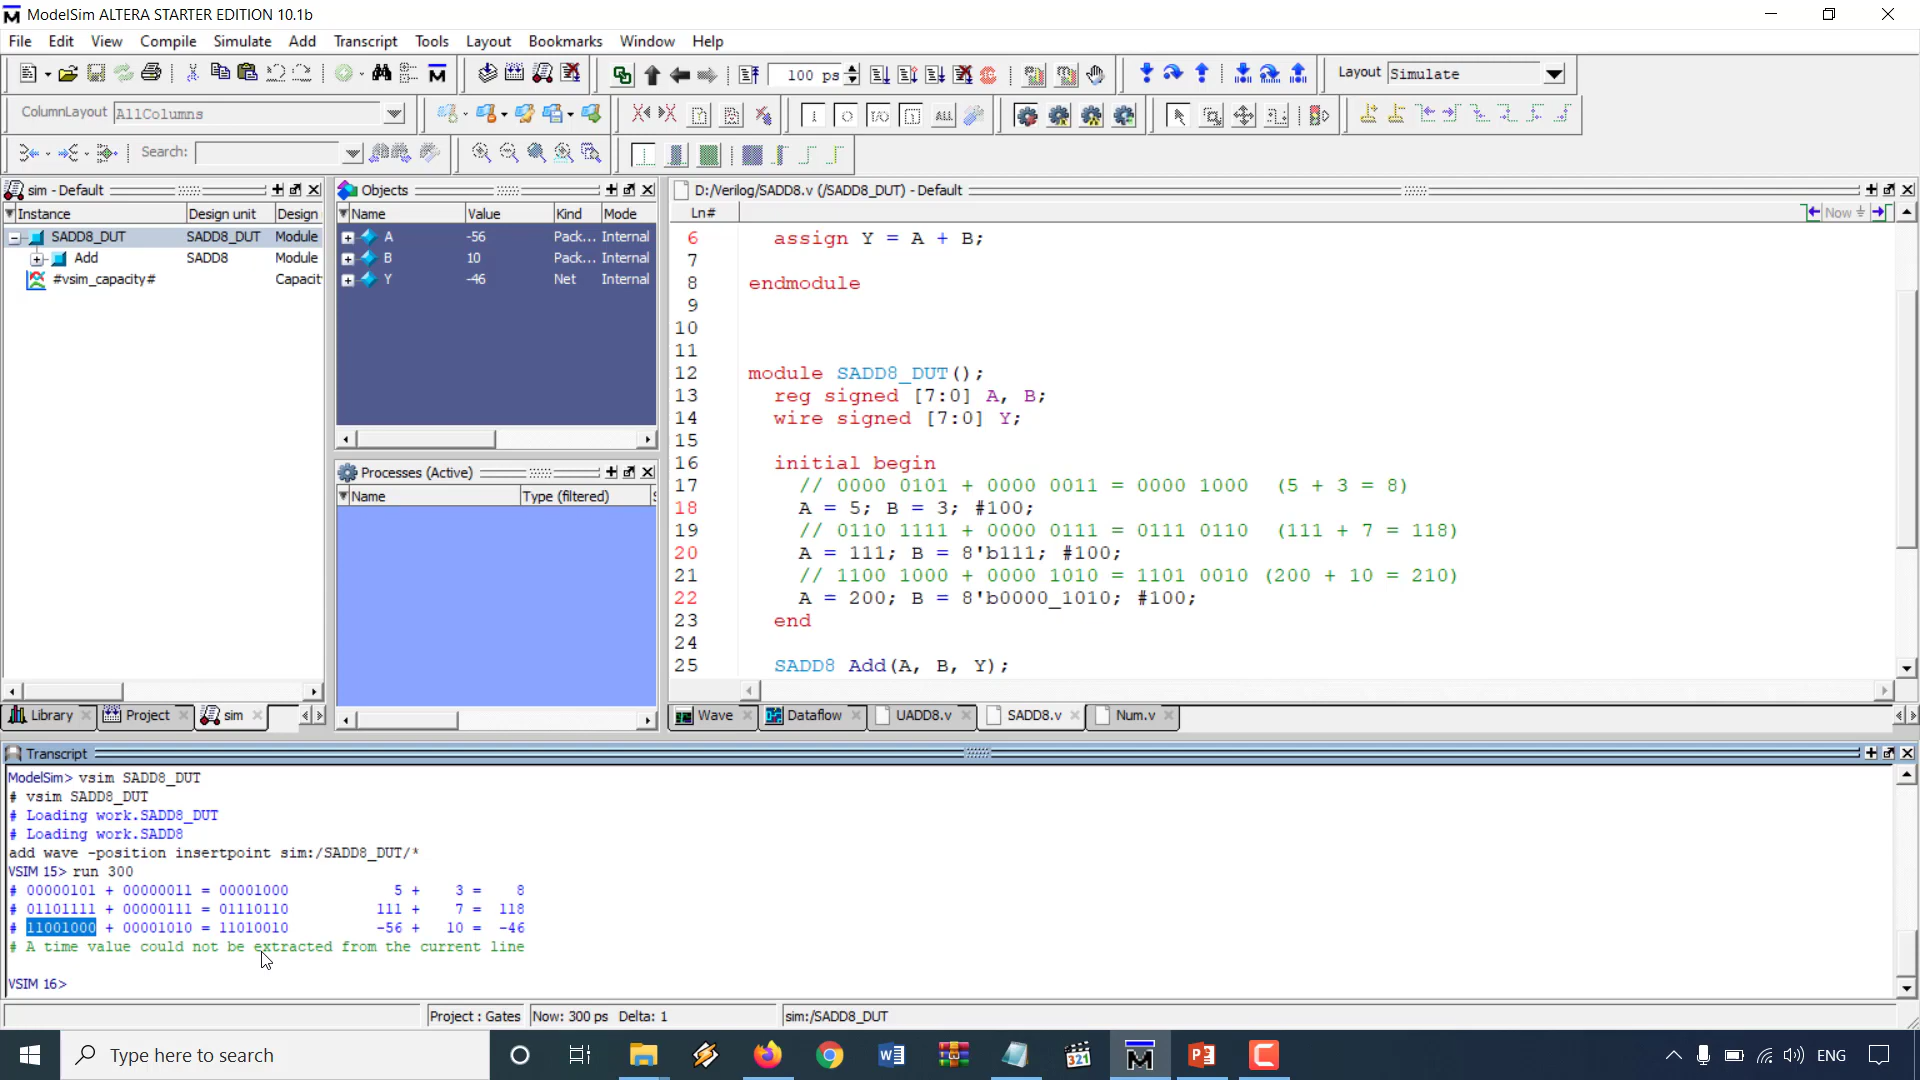 ModelSim ALTERA STARTER EDITION 10.1b
File Edit View Compile Simulate Add Transcript Tools Layout Bookmarks Window Help
100 ps
Layout Simulate
ColumnLayout AllColumns
ALL
Search:
sim - Default
Instance Design unit Design
SADD8_DUT SADD8_DUT Module
Add SADD8 Module
#vsim_capacity# Capacit
Objects
Name Value Kind Mode
A -56 Pack... Internal
B 10 Pack... Internal
Y -46 Net Internal
Processes (Active)
Name Type (filtered)
D:/Verilog/SADD8.v (/SADD8_DUT) - Default
Ln#
Now
6 assign Y = A + B;
7
8 endmodule
9
10
11
12 module SADD8_DUT();
13 reg signed [7:0] A, B;
14 wire signed [7:0] Y;
15
16 initial begin
17 // 0000 0101 + 0000 0011 = 0000 1000 (5 + 3 = 8)
18 A = 5; B = 3; #100;
19 // 0110 1111 + 0000 0111 = 0111 0110 (111 + 7 = 118)
20 A = 111; B = 8'b111; #100;
21 // 1100 1000 + 0000 1010 = 1101 0010 (200 + 10 = 210)
22 A = 200; B = 8'b0000_1010; #100;
23 end
24
25 SADD8 Add(A, B, Y);
Library Project sim
Wave Dataflow UADD8.v SADD8.v Num.v
Transcript
ModelSim> vsim SADD8_DUT
# vsim SADD8_DUT
# Loading work.SADD8_DUT
# Loading work.SADD8
add wave -position insertpoint sim:/SADD8_DUT/*
VSIM 15> run 300
# 00000101 + 00000011 = 00001000 5 + 3 = 8
# 01101111 + 00000111 = 01110110 111 + 7 = 118
# 11001000 + 00001010 = 11010010 -56 + 10 = -46
# A time value could not be extracted from the current line
VSIM 16>
Project : Gates Now: 300 ps Delta: 1 sim:/SADD8_DUT
Type here to search
321
ENG